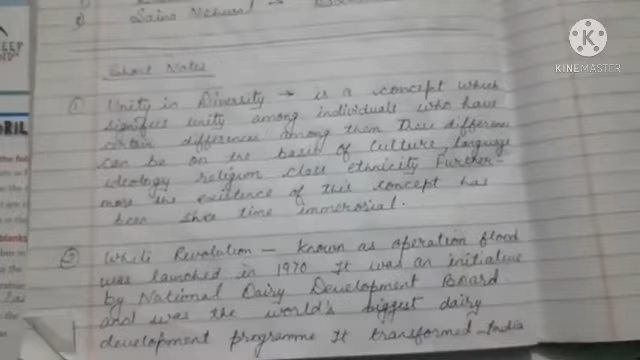 Short Notes
① Unity in Diversity → is a concept which
signifies unity among individuals who have
certain differences among them These differences
can be on the basis of culture, language
ideology religion class ethnicity Further-
more the existence of this concept has
been since time immemorial.
② White Revolution – known as operation flood
was launched in 1970 It was an initiative
by National Dairy Development Board
and was the world's biggest dairy
development programme It transformed India
KINEMASTER